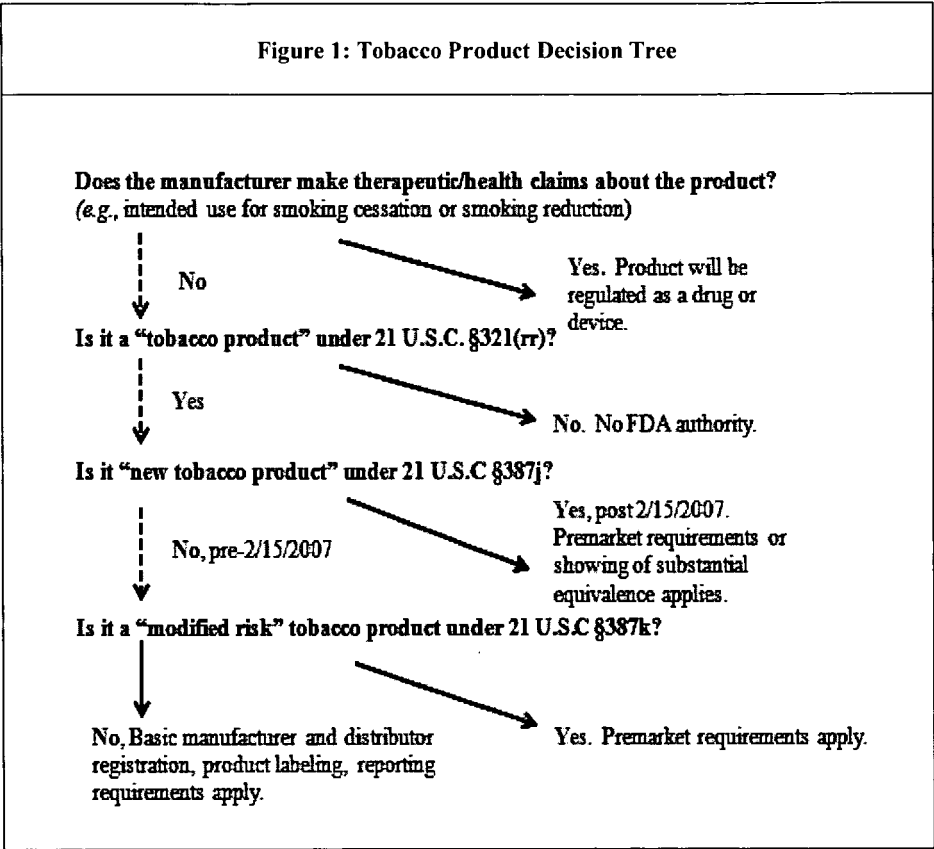 Figure 1: Tobacco Product Decision Tree
Does the manufacturer make therapeutic/health claims about the product?
(e.g., intended use for smoking cessation or smoking reduction)
No
Yes. Product will be
regulated as a drug or
device.
Is it a “tobacco product” under 21 U.S.C. §321(rr)?
Yes
No. No FDA authority.
Is it “new tobacco product” under 21 U.S.C §387j?
No, pre-2/15/2007
Yes, post 2/15/2007.
Premarket requirements or
showing of substantial
equivalence applies.
Is it a “modified risk” tobacco product under 21 U.S.C §387k?
No, Basic manufacturer and distributor
registration, product labeling, reporting
requirements apply.
Yes. Premarket requirements apply.